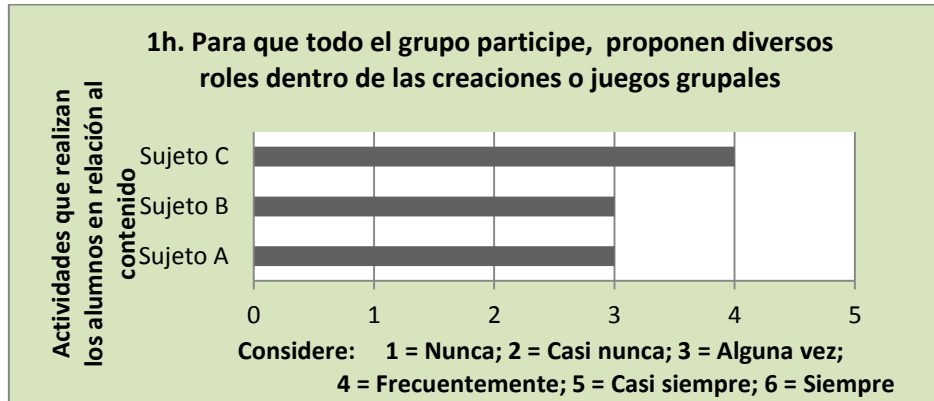 1h. Para que todo el grupo participe, proponen diversos
roles dentro de las creaciones o juegos grupales
Actividades que realizan
los alumnos en relación al
contenido
Sujeto C
Sujeto B
Sujeto A
0 1 2 3 4 5
Considere: 1 = Nunca; 2 = Casi nunca; 3 = Alguna vez;
4 = Frecuentemente; 5 = Casi siempre; 6 = Siempre